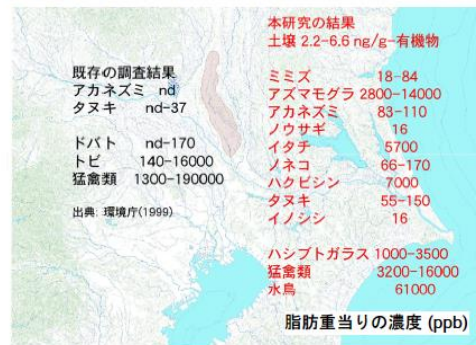 既存の調査結果
アカネズミ nd
タヌキ nd-37
ドバト nd-170
トビ 140-16000
猛禽類 1300-190000
出典: 環境庁(1999)
本研究の結果
土壌 2.2-6.6 ng/g-有機物
ミミズ 18-84
アズマモグラ 2800-14000
アカネズミ 83-110
ノウサギ 16
イタチ 5700
ノネコ 66-170
ハクビシン 7000
タヌキ 55-150
イノシシ 16
ハシブトガラス 1000-3500
猛禽類 3200-16000
水鳥 61000
脂肪重当りの濃度 (ppb)